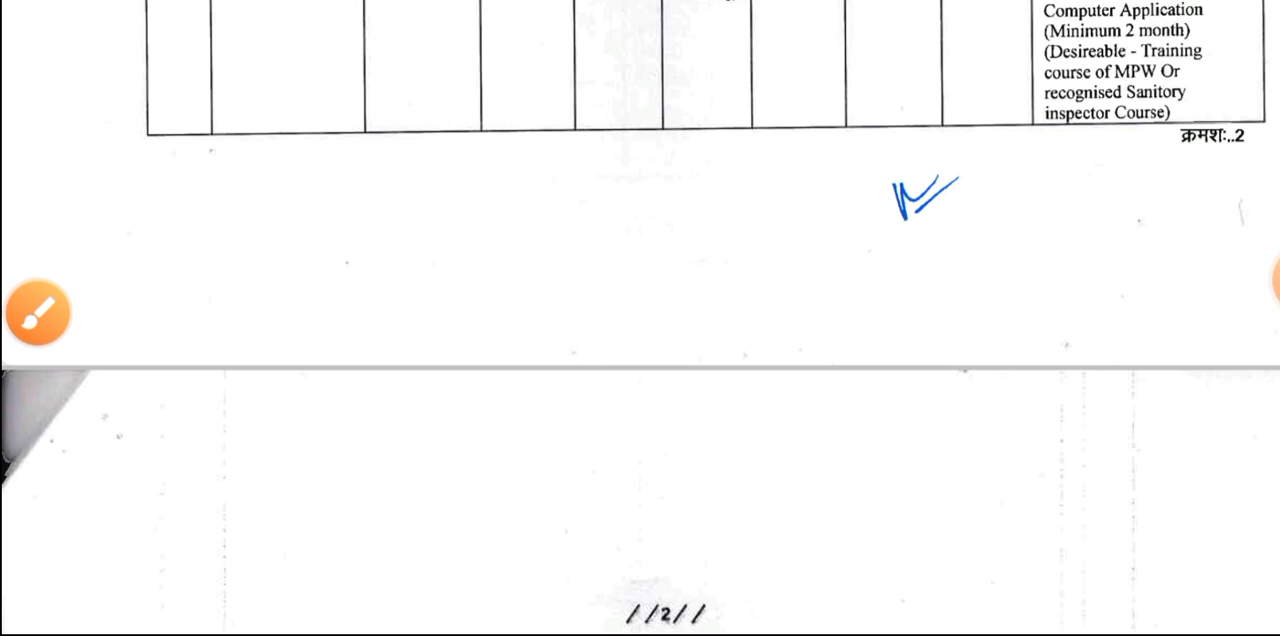 Computer Application
(Minimum 2 month)
(Desireable - Training
course of MPW Or
recognised Sanitory
inspector Course)
क्रमशः..2
//2//